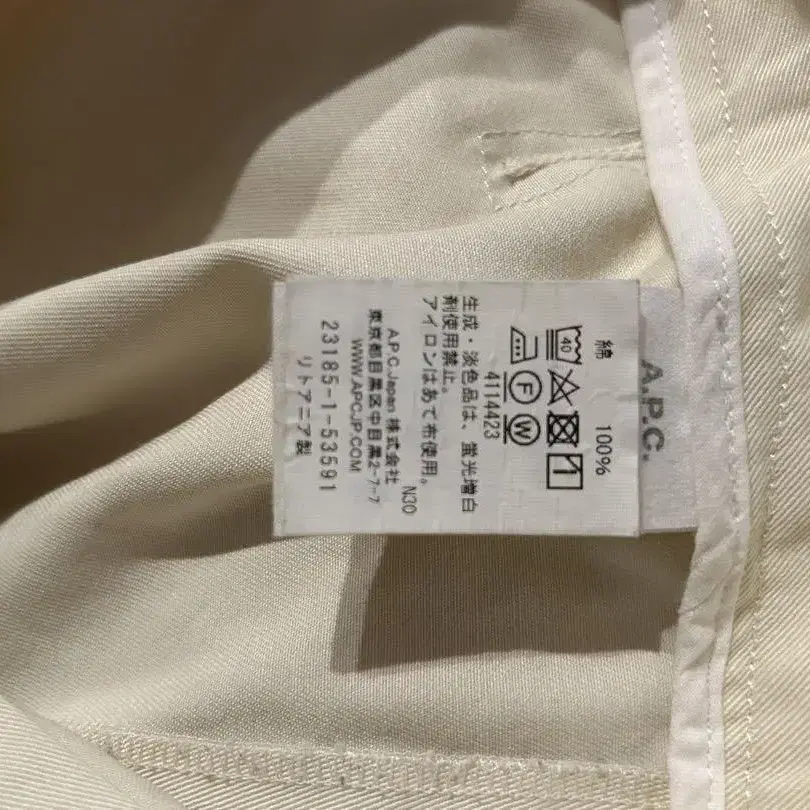 A.P.C.
綿 100%
40
F W
4114423
生成・淡色品は、蛍光増白
剤使用禁止。
アイロンはあて布使用。
N30
A.P.C.Japan 株式会社
東京都目黒区中目黒2-7-7
WWW.APCJP.COM
23185-1-53591
リトアニア製